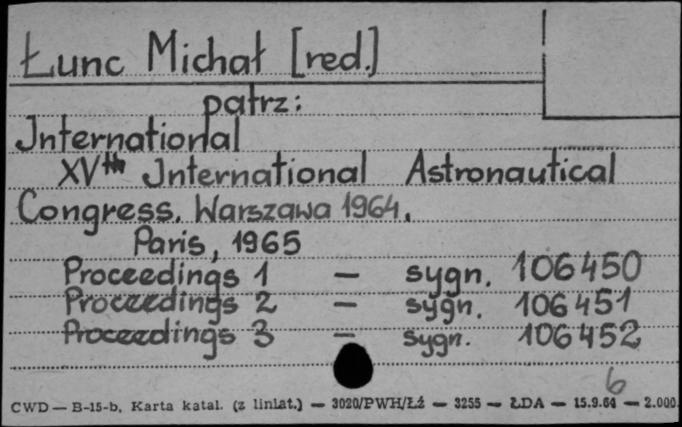 Łunc Michał [red.]
patrz:
International
XVth International Astronautical
Congress. Warszawa 1964.
Paris, 1965
Proceedings 1 — sygn. 106450
Proceedings 2 — sygn. 106451
Proceedings 3 — sygn. 106452
6
CWD — B-15-b. Karta katal. (z liniat.) — 3020/PWH/Łź — 3255 — ŁDA — 15.9.64 — 2.000.